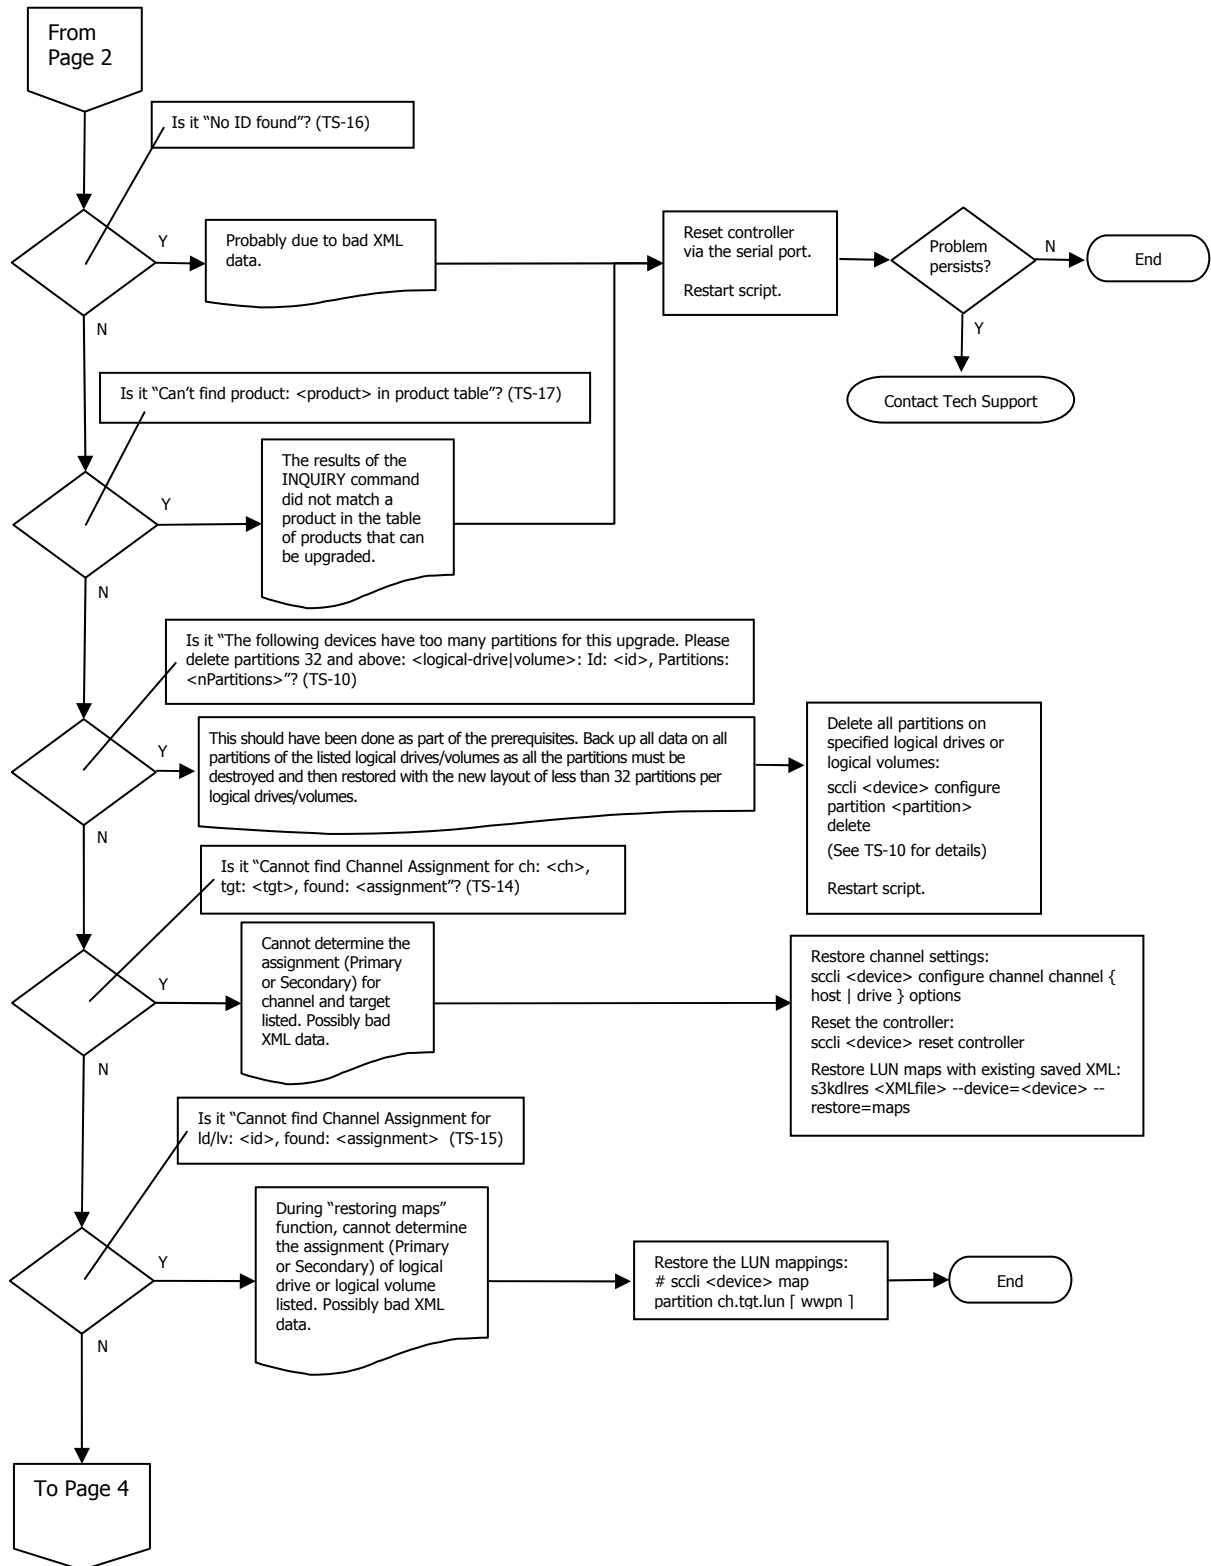 From
Page 2
Is it “No ID found”? (TS-16)
Y
Probably due to bad XML
data.
Reset controller
via the serial port.
Restart script.
Problem
persists?
N
End
Y
Contact Tech Support
N
Is it “Can’t find product: <product> in product table”? (TS-17)
Y
The results of the
INQUIRY command
did not match a
product in the table
of products that can
be upgraded.
N
Is it “The following devices have too many partitions for this upgrade. Please
delete partitions 32 and above: <logical-drive|volume>: Id: <id>, Partitions:
<nPartitions>”? (TS-10)
Y
This should have been done as part of the prerequisites. Back up all data on all
partitions of the listed logical drives/volumes as all the partitions must be
destroyed and then restored with the new layout of less than 32 partitions per
logical drives/volumes.
Delete all partitions on
specified logical drives or
logical volumes:
sccli <device> configure
partition <partition>
delete
(See TS-10 for details)
Restart script.
N
Is it “Cannot find Channel Assignment for ch: <ch>,
tgt: <tgt>, found: <assignment”? (TS-14)
Y
Cannot determine the
assignment (Primary
or Secondary) for
channel and target
listed. Possibly bad
XML data.
Restore channel settings:
sccli <device> configure channel channel {
host | drive } options
Reset the controller:
sccli <device> reset controller
Restore LUN maps with existing saved XML:
s3kdlres <XMLfile> --device=<device> --
restore=maps
N
Is it “Cannot find Channel Assignment for
ld/lv: <id>, found: <assignment>  (TS-15)
Y
During “restoring maps”
function, cannot determine
the assignment (Primary
or Secondary) of logical
drive or logical volume
listed. Possibly bad XML
data.
Restore the LUN mappings:
# sccli <device> map
partition ch.tgt.lun [ wwpn ]
End
N
To Page 4